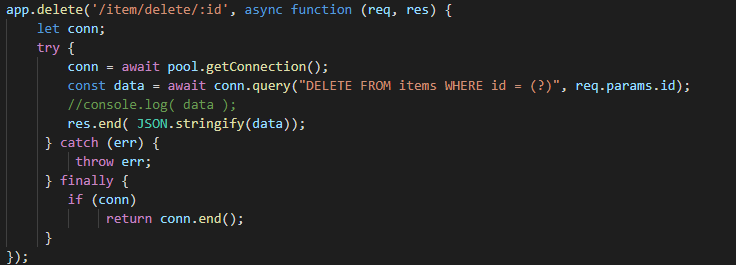 app.delete('/item/delete/:id', async function (req, res) {
    let conn;
    try {
        conn = await pool.getConnection();
        const data = await conn.query("DELETE FROM items WHERE id = (?)", req.params.id);
        //console.log( data );
        res.end( JSON.stringify(data));
     } catch (err) {
         throw err;
     } finally {
        if (conn)
             return conn.end();
     }
});